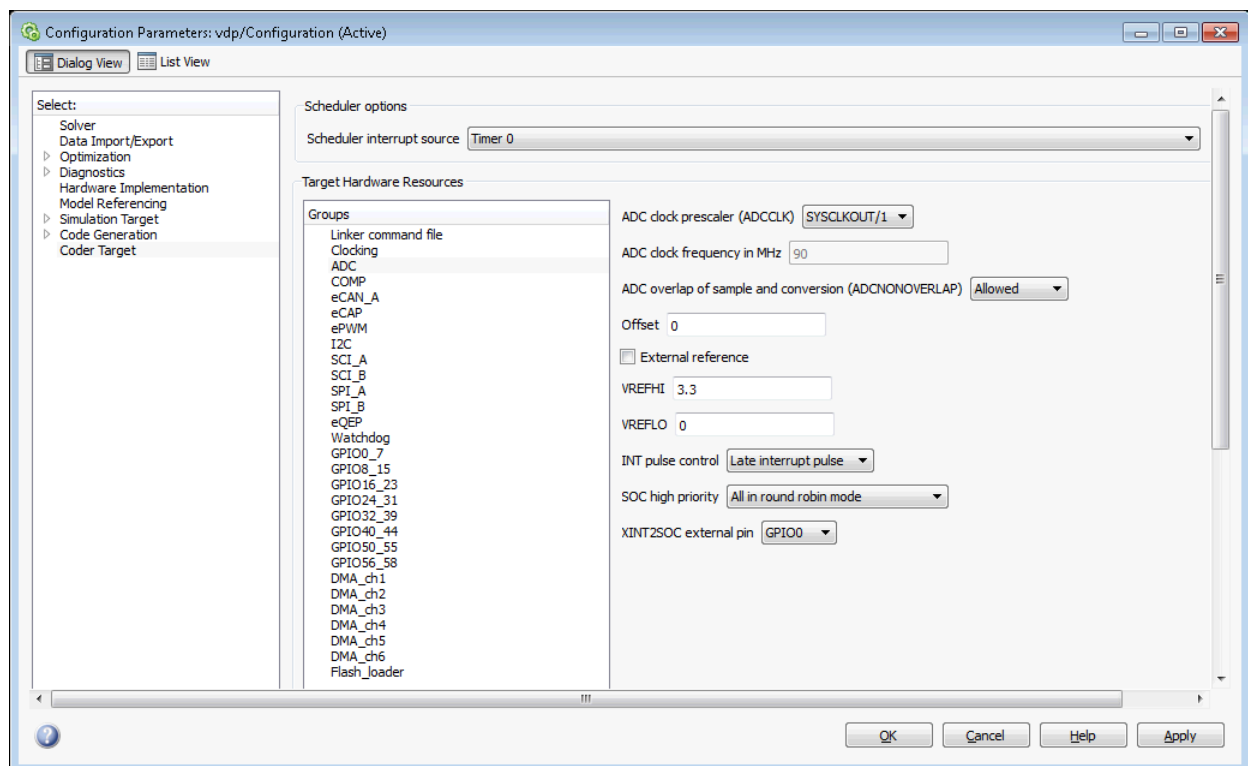 Configuration Parameters: vdp/Configuration (Active)
Dialog View List View
Select:
Solver
Data Import/Export
Optimization
Diagnostics
Hardware Implementation
Model Referencing
Simulation Target
Code Generation
Coder Target
Scheduler options
Scheduler interrupt source Timer 0
Target Hardware Resources
Groups
Linker command file
Clocking
ADC
COMP
eCAN_A
eCAP
ePWM
I2C
SCI_A
SCI_B
SPI_A
SPI_B
eQEP
Watchdog
GPIO0_7
GPIO8_15
GPIO16_23
GPIO24_31
GPIO32_39
GPIO40_44
GPIO50_55
GPIO56_58
DMA_ch1
DMA_ch2
DMA_ch3
DMA_ch4
DMA_ch5
DMA_ch6
Flash_loader
ADC clock prescaler (ADCCLK) SYSCLKOUT/1
ADC clock frequency in MHz 90
ADC overlap of sample and conversion (ADCNONOVERLAP) Allowed
Offset 0
External reference
VREFHI 3.3
VREFLO 0
INT pulse control Late interrupt pulse
SOC high priority All in round robin mode
XINT2SOC external pin GPIO0
OK Cancel Help Apply